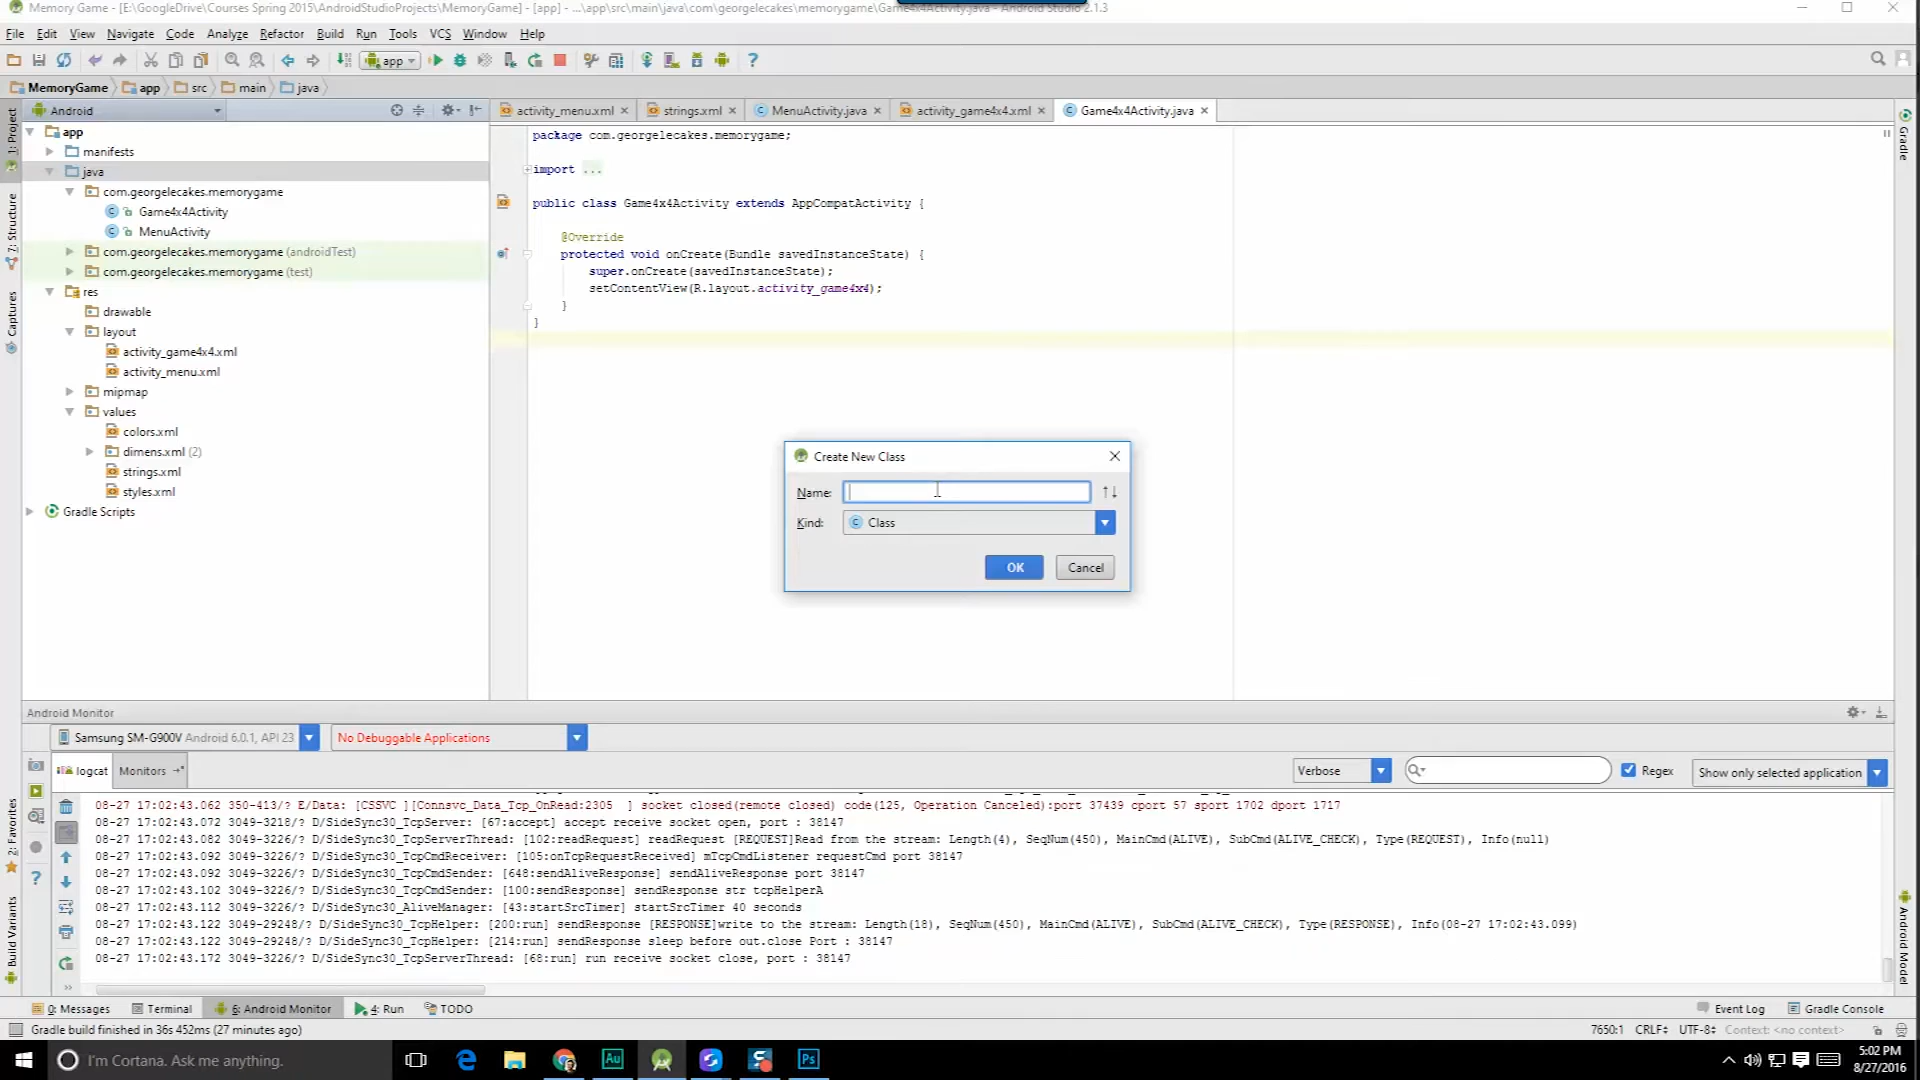 Memory Game - [E:\GoogleDrive\Courses Spring 2015\AndroidStudioProjects\MemoryGame] - [app] - ...\app\src\main\java\com\georgelecakes\memorygame\Game4x4Activity.java - Android Studio 2.1.3
File Edit View Navigate Code Analyze Refactor Build Run Tools VCS Window Help
app
MemoryGame app src main java
Android
activity_menu.xml strings.xml MenuActivity.java activity_game4x4.xml Game4x4Activity.java
1: Project
7: Structure
Captures
2: Favorites
Build Variants
app
manifests
java
com.georgelecakes.memorygame
Game4x4Activity
MenuActivity
com.georgelecakes.memorygame (androidTest)
com.georgelecakes.memorygame (test)
res
drawable
layout
activity_game4x4.xml
activity_menu.xml
mipmap
values
colors.xml
dimens.xml (2)
strings.xml
styles.xml
Gradle Scripts
package com.georgelecakes.memorygame;
import ...
public class Game4x4Activity extends AppCompatActivity {
@Override
protected void onCreate(Bundle savedInstanceState) {
super.onCreate(savedInstanceState);
setContentView(R.layout.activity_game4x4);
}
}
Gradle
Android Model
Create New Class
Name:
Kind: Class
OK Cancel
Android Monitor
Samsung SM-G900V Android 6.0.1, API 23 No Debuggable Applications
logcat Monitors Verbose Regex Show only selected application
08-27 17:02:43.062 350-413/? E/Data: [CSSVC ][Connsvc_Data_Tcp_OnRead:2305 ] socket closed(remote closed) code(125, Operation Canceled):port 37439 cport 57 sport 1702 dport 1717
08-27 17:02:43.072 3049-3218/? D/SideSync30_TcpServer: [67:accept] accept receive socket open, port : 38147
08-27 17:02:43.082 3049-3226/? D/SideSync30_TcpServerThread: [102:readRequest] readRequest [REQUEST]Read from the stream: Length(4), SeqNum(450), MainCmd(ALIVE), SubCmd(ALIVE_CHECK), Type(REQUEST), Info(null)
08-27 17:02:43.092 3049-3226/? D/SideSync30_TcpCmdReceiver: [105:onTcpRequestReceived] mTcpCmdListener requestCmd port 38147
08-27 17:02:43.092 3049-3226/? D/SideSync30_TcpCmdSender: [648:sendAliveResponse] sendAliveResponse port 38147
08-27 17:02:43.102 3049-3226/? D/SideSync30_TcpCmdSender: [100:sendResponse] sendResponse str tcpHelperA
08-27 17:02:43.112 3049-3226/? D/SideSync30_AliveManager: [43:startSrcTimer] startSrcTimer 40 seconds
08-27 17:02:43.122 3049-29248/? D/SideSync30_TcpHelper: [200:run] sendResponse [RESPONSE]write to the stream: Length(18), SeqNum(450), MainCmd(ALIVE), SubCmd(ALIVE_CHECK), Type(RESPONSE), Info(08-27 17:02:43.099)
08-27 17:02:43.122 3049-29248/? D/SideSync30_TcpHelper: [214:run] sendResponse sleep before out.close Port : 38147
08-27 17:02:43.172 3049-3226/? D/SideSync30_TcpServerThread: [68:run] run receive socket close, port : 38147
0: Messages Terminal 6: Android Monitor 4: Run TODO Event Log Gradle Console
Gradle build finished in 36s 452ms (27 minutes ago) 7650:1 CRLF UTF-8 Context: <no context>
I'm Cortana. Ask me anything.
Au
Ps
5:02 PM
8/27/2016